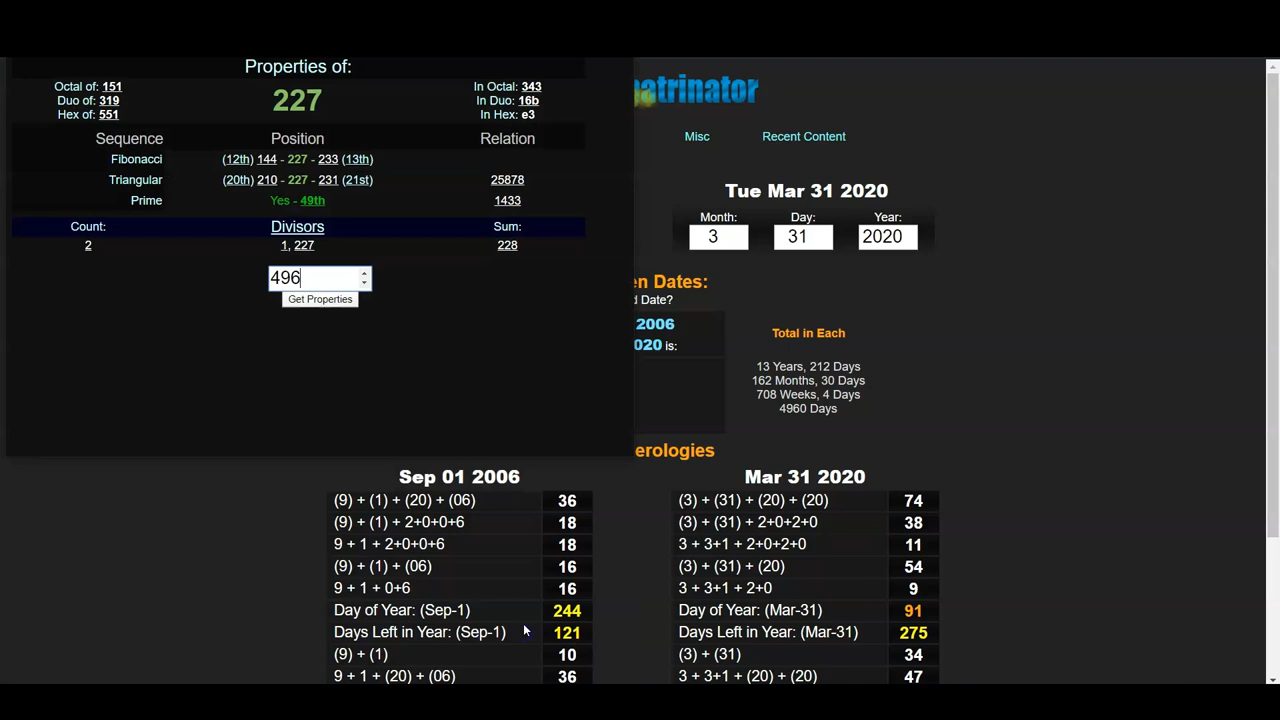 Properties of:
Octal of: 151
Duo of: 319
Hex of: 551
227
In Octal: 343
In Duo: 16b
In Hex: e3
Sequence Position Relation
Fibonacci (12th) 144 - 227 - 233 (13th)
Triangular (20th) 210 - 227 - 231 (21st) 25878
Prime Yes - 49th 1433
Count: Divisors Sum:
2 1, 227 228
496
Get Properties
atrinator
Misc Recent Content
Tue Mar 31 2020
Month: Day: Year:
3 31 2020
en Dates:
d Date?
2006
020 is:
Total in Each
13 Years, 212 Days
162 Months, 30 Days
708 Weeks, 4 Days
4960 Days
erologies
Sep 01 2006
(9) + (1) + (20) + (06) 36
(9) + (1) + 2+0+0+6 18
9 + 1 + 2+0+0+6 18
(9) + (1) + (06) 16
9 + 1 + 0+6 16
Day of Year: (Sep-1) 244
Days Left in Year: (Sep-1) 121
(9) + (1) 10
9 + 1 + (20) + (06) 36
Mar 31 2020
(3) + (31) + (20) + (20) 74
(3) + (31) + 2+0+2+0 38
3 + 3+1 + 2+0+2+0 11
(3) + (31) + (20) 54
3 + 3+1 + 2+0 9
Day of Year: (Mar-31) 91
Days Left in Year: (Mar-31) 275
(3) + (31) 34
3 + 3+1 + (20) + (20) 47